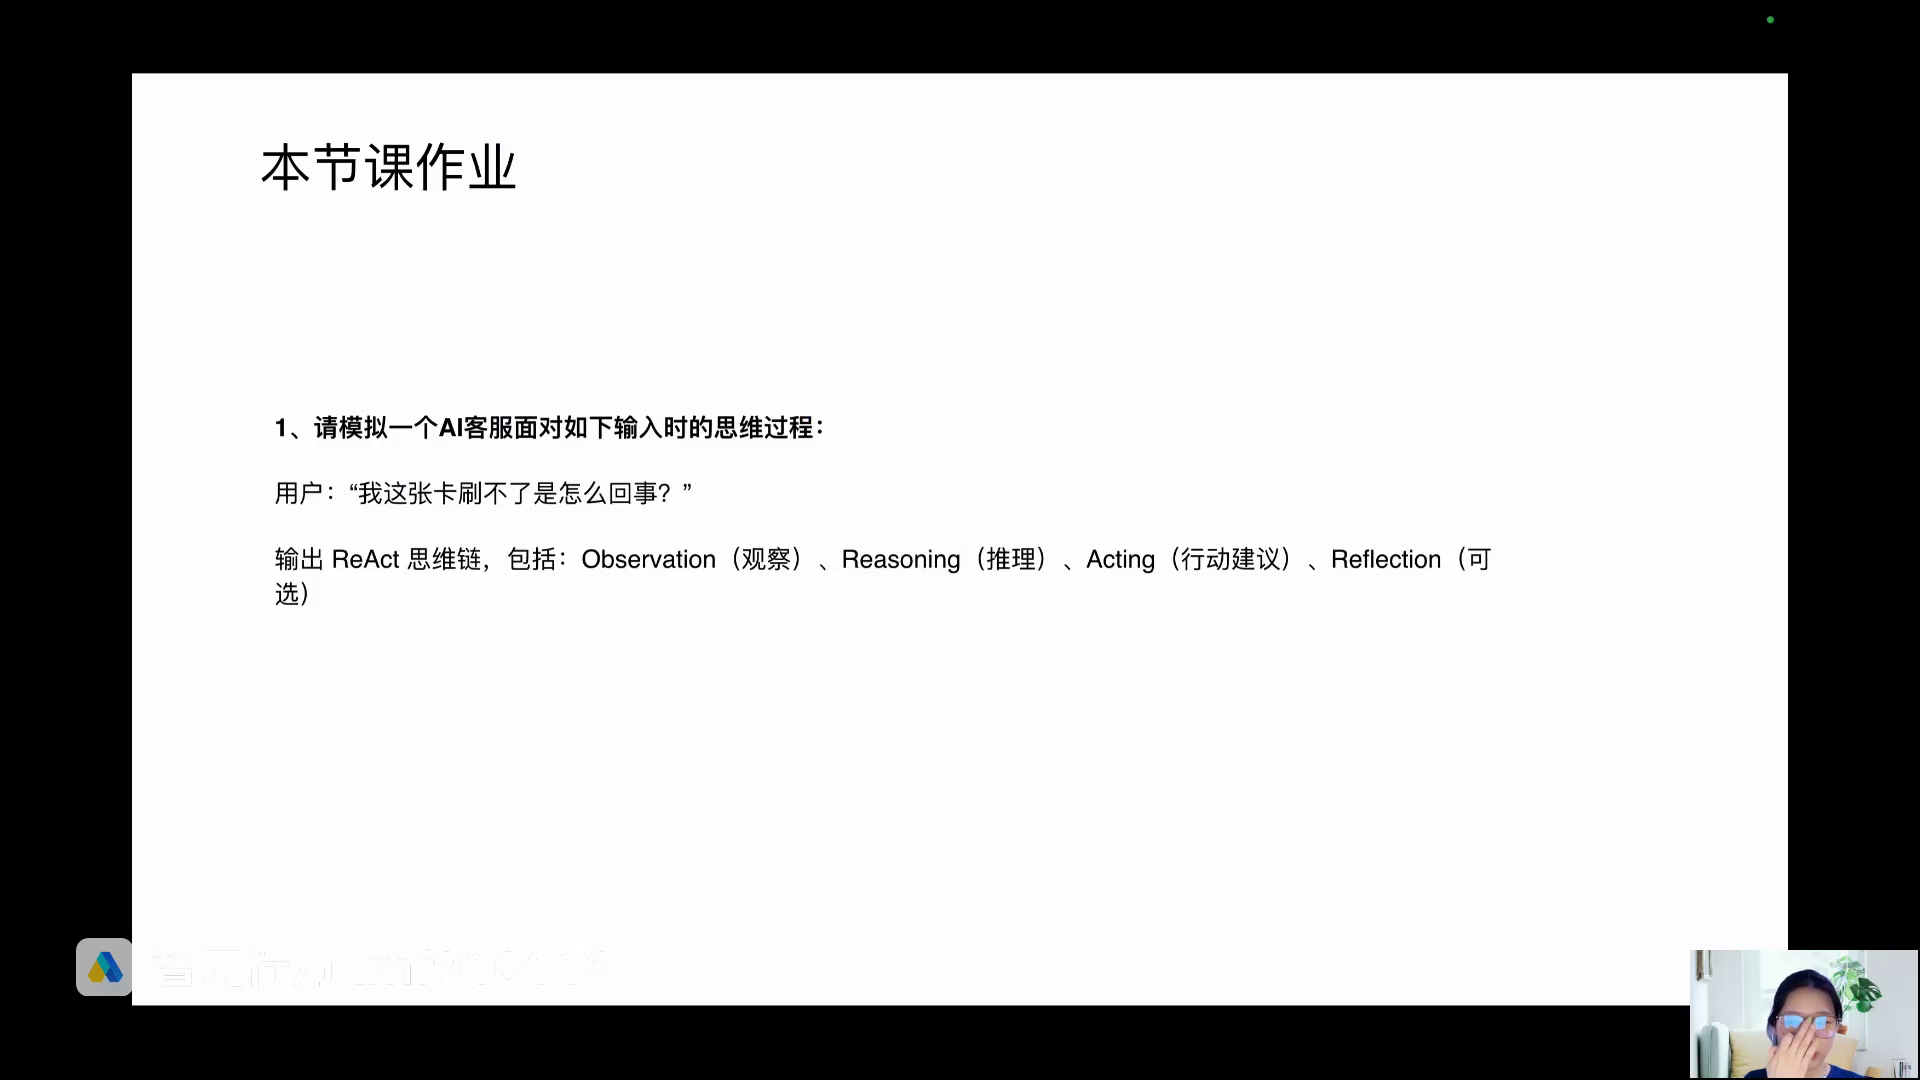 本节课作业
1、请模拟一个AI客服面对如下输入时的思维过程：
用户：“我这张卡刷不了是怎么回事？”
输出 ReAct 思维链，包括：Observation（观察）、Reasoning（推理）、Acting（行动建议）、Reflection（可
选）